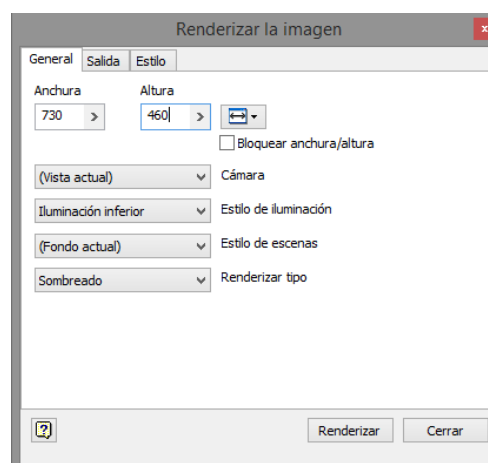 Renderizar la imagen
x
General Salida Estilo
Anchura Altura
730 460
Bloquear anchura/altura
(Vista actual) Cámara
Iluminación inferior Estilo de iluminación
(Fondo actual) Estilo de escenas
Sombreado Renderizar tipo
? Renderizar Cerrar